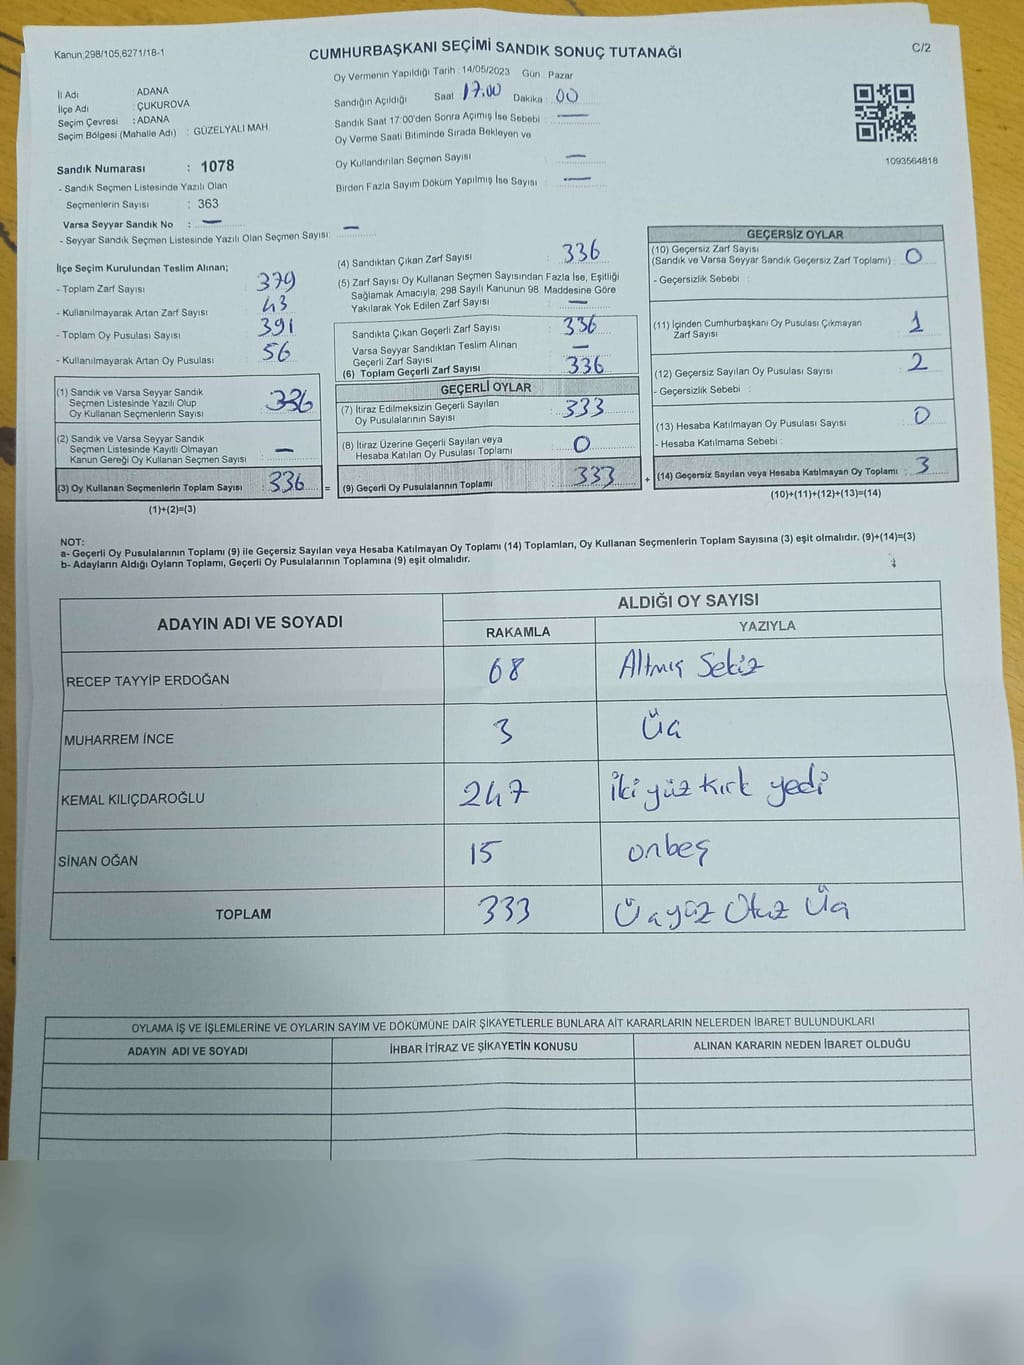 Kanun;298/105,6271/18-1
CUMHURBAŞKANI SEÇİMİ SANDIK SONUÇ TUTANAĞI
C/2
Oy Vermenin Yapıldığı Tarih : 14/05/2023 Gün : Pazar
İl Adı : ADANA
İlçe Adı : ÇUKUROVA
Seçim Çevresi : ADANA
Seçim Bölgesi (Mahalle Adı) : GÜZELYALI MAH.
Sandığın Açıldığı Saat 17.00 Dakika : 00
Sandık Saat 17:00'den Sonra Açımış İse Sebebi : —
Oy Verme Saati Bitiminde Sırada Bekleyen ve
Oy Kullandırılan Seçmen Sayısı : —
Birden Fazla Sayım Döküm Yapılmış İse Sayısı : —
1093564818
Sandık Numarası : 1078
- Sandık Seçmen Listesinde Yazılı Olan
Seçmenlerin Sayısı : 363
Varsa Seyyar Sandık No : —
- Seyyar Sandık Seçmen Listesinde Yazılı Olan Seçmen Sayısı: —
İlçe Seçim Kurulundan Teslim Alınan;
- Toplam Zarf Sayısı 379
- Kullanılmayarak Artan Zarf Sayısı 43
- Toplam Oy Pusulası Sayısı 391
- Kullanılmayarak Artan Oy Pusulası 56
(1) Sandık ve Varsa Seyyar Sandık
Seçmen Listesinde Yazılı Olup
Oy Kullanan Seçmenlerin Sayısı 336
(2) Sandık ve Varsa Seyyar Sandık
Seçmen Listesinde Kayıtlı Olmayan
Kanun Gereği Oy Kullanan Seçmen Sayısı : —
(3) Oy Kullanan Seçmenlerin Toplam Sayısı : 336 =
(1)+(2)=(3)
(4) Sandıktan Çıkan Zarf Sayısı : 336
(5) Zarf Sayısı Oy Kullanan Seçmen Sayısından Fazla İse, Eşitliği
Sağlamak Amacıyla; 298 Sayılı Kanunun 98. Maddesine Göre
Yakılarak Yok Edilen Zarf Sayısı : —
Sandıkta Çıkan Geçerli Zarf Sayısı : 336
Varsa Seyyar Sandıktan Teslim Alınan
Geçerli Zarf Sayısı : —
(6) Toplam Geçerli Zarf Sayısı : 336
GEÇERLİ OYLAR
(7) İtiraz Edilmeksizin Geçerli Sayılan
Oy Pusulalarının Sayısı : 333
(8) İtiraz Üzerine Geçerli Sayılan veya
Hesaba Katılan Oy Pusulası Toplamı : 0
(9) Geçerli Oy Pusulalarının Toplamı : 333 +
GEÇERSİZ OYLAR
(10) Geçersiz Zarf Sayısı
(Sandık ve Varsa Seyyar Sandık Geçersiz Zarf Toplamı) : 0
- Geçersizlik Sebebi :
(11) İçinden Cumhurbaşkanı Oy Pusulası Çıkmayan
Zarf Sayısı : 1
(12) Geçersiz Sayılan Oy Pusulası Sayısı : 2
- Geçersizlik Sebebi :
(13) Hesaba Katılmayan Oy Pusulası Sayısı : 0
- Hesaba Katılmama Sebebi :
(14) Geçersiz Sayılan veya Hesaba Katılmayan Oy Toplamı : 3
(10)+(11)+(12)+(13)=(14)
NOT:
a- Geçerli Oy Pusulalarının Toplamı (9) ile Geçersiz Sayılan veya Hesaba Katılmayan Oy Toplamı (14) Toplamları, Oy Kullanan Seçmenlerin Toplam Sayısına (3) eşit olmalıdır. (9)+(14)=(3)
b- Adayların Aldığı Oyların Toplamı, Geçerli Oy Pusulalarının Toplamına (9) eşit olmalıdır.
ADAYIN ADI VE SOYADI
ALDIĞI OY SAYISI
RAKAMLA YAZIYLA
RECEP TAYYİP ERDOĞAN 68 Altmış Sekiz
MUHARREM İNCE 3 Üç
KEMAL KILIÇDAROĞLU 247 iki yüz kırk yedi
SİNAN OĞAN 15 onbeş
TOPLAM 333 Üçyüz Otuz Üç
OYLAMA İŞ VE İŞLEMLERİNE VE OYLARIN SAYIM VE DÖKÜMÜNE DAİR ŞİKAYETLERLE BUNLARA AİT KARARLARIN NELERDEN İBARET BULUNDUKLARI
ADAYIN ADI VE SOYADI
İHBAR İTİRAZ VE ŞİKAYETİN KONUSU
ALINAN KARARIN NEDEN İBARET OLDUĞU